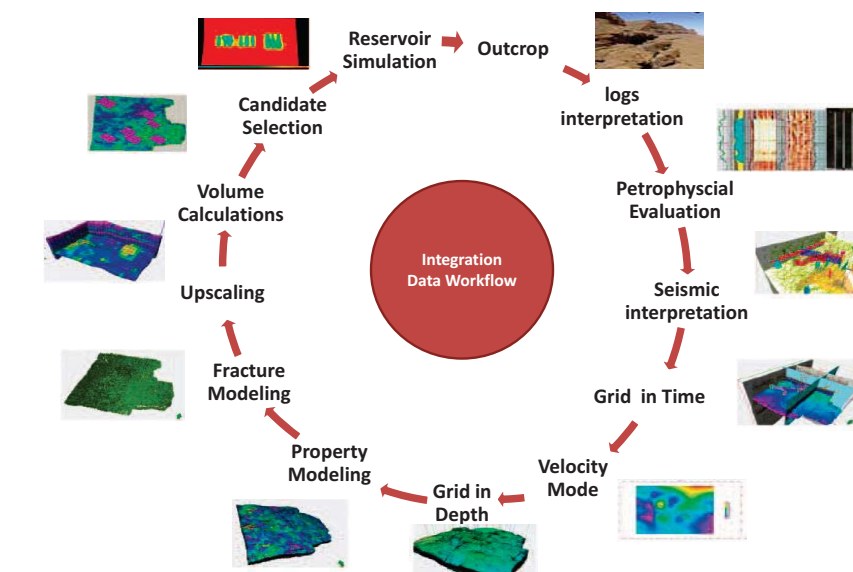 Reservoir
Simulation
Outcrop
logs
interpretation
Petrophyscial
Evaluation
Seismic
interpretation
Grid in Time
Velocity
Mode
Grid in
Depth
Property
Modeling
Fracture
Modeling
Upscaling
Volume
Calculations
Candidate
Selection
Integration
Data Workflow